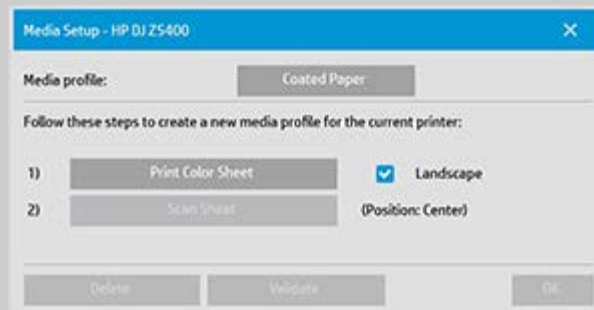 Media Setup - HP DJ Z5400
Media profile: Coated Paper
Follow these steps to create a new media profile for the current printer:
1) Print Color Sheet Landscape
2) Scan Sheet (Position: Center)
Delete Validate OK